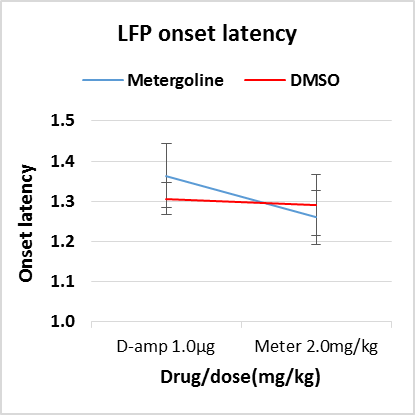 LFP onset latency
Metergoline DMSO
1.5
1.4
1.3
1.2
1.1
1.0
Onset latency
D-amp 1.0µg Meter 2.0mg/kg
Drug/dose(mg/kg)